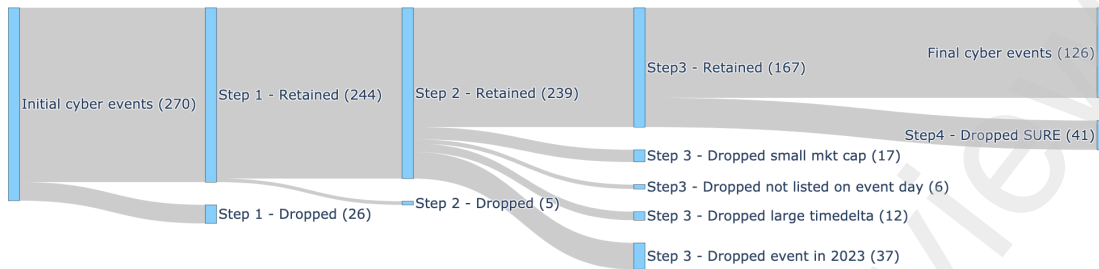 Initial cyber events (270)
Step 1 - Retained (244)
Step 1 - Dropped (26)
Step 2 - Retained (239)
Step 2 - Dropped (5)
Step3 - Retained (167)
Step 3 - Dropped small mkt cap (17)
Step3 - Dropped not listed on event day (6)
Step 3 - Dropped large timedelta (12)
Step 3 - Dropped event in 2023 (37)
Final cyber events (126)
Step4 - Dropped SURE (41)